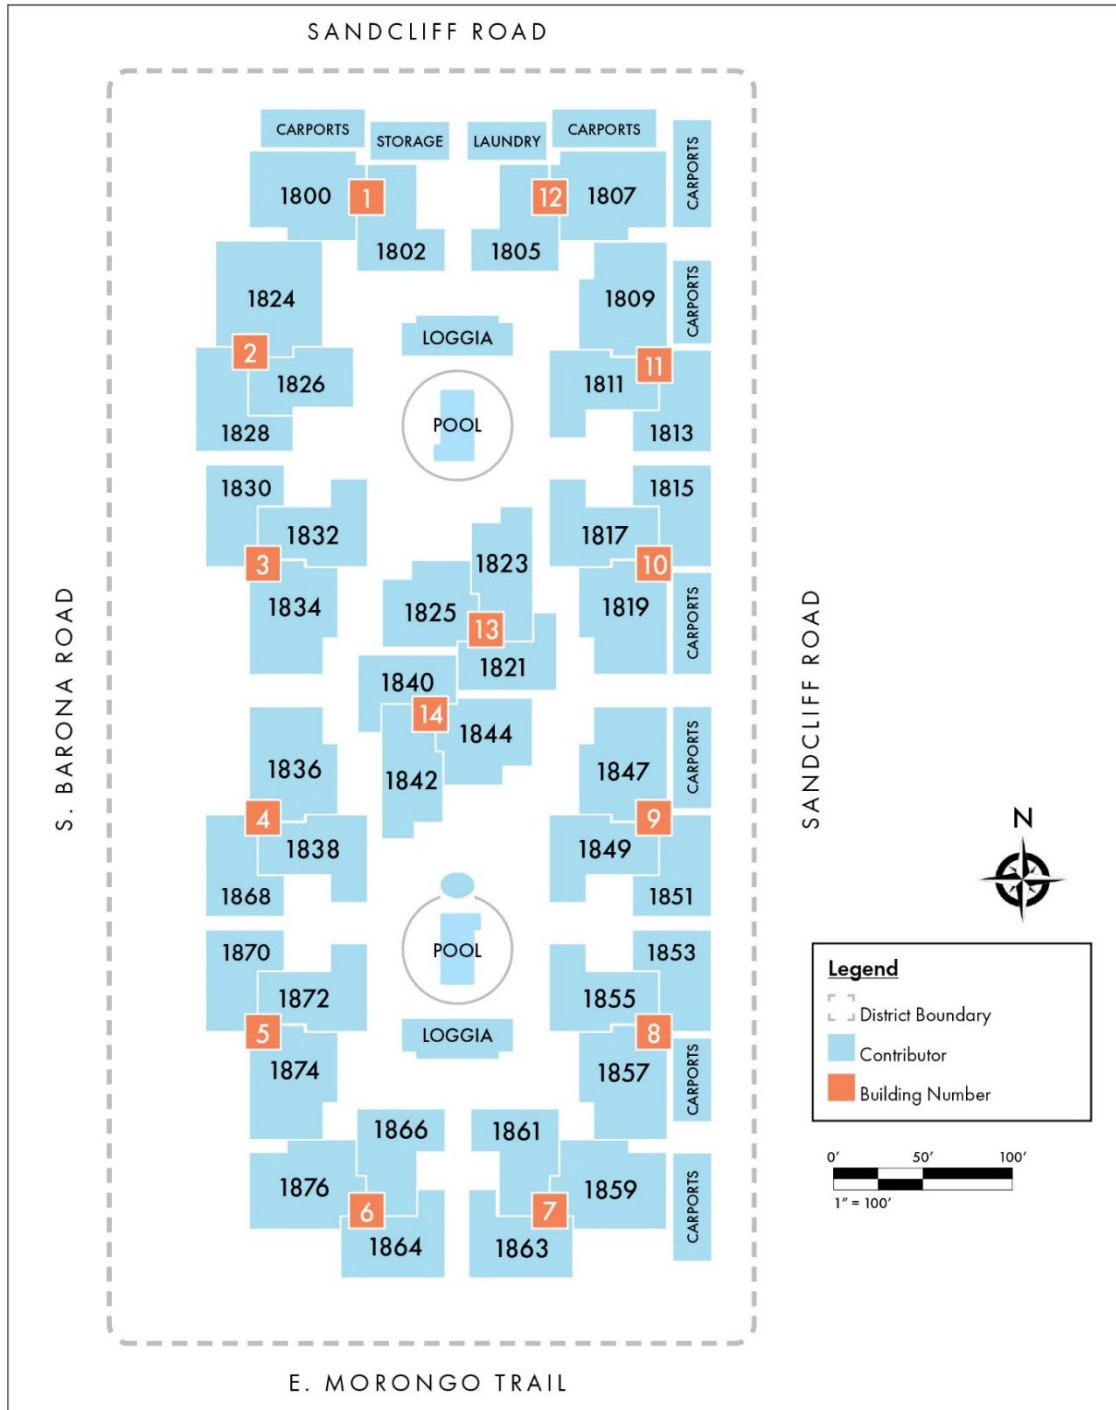 SANDCLIFF ROAD
CARPORTS
STORAGE
LAUNDRY
CARPORTS
CARPORTS
1800
1
12
1807
1802
1805
1824
1809
CARPORTS
LOGGIA
2
11
1826
1811
1828
POOL
1813
1830
1815
1832
1817
1823
3
10
1834
1825
1819
CARPORTS
13
S. BARONA ROAD
SANDCLIFF ROAD
1821
1840
14
1844
1836
1842
1847
CARPORTS
4
9
1838
1849
1868
1851
N
1870
POOL
1853
1872
1855
5
LOGGIA
8
1874
1857
CARPORTS
1866
1861
1876
1859
CARPORTS
6
7
1864
1863
Legend
District Boundary
Contributor
Building Number
0' 50' 100'
1" = 100'
E. MORONGO TRAIL